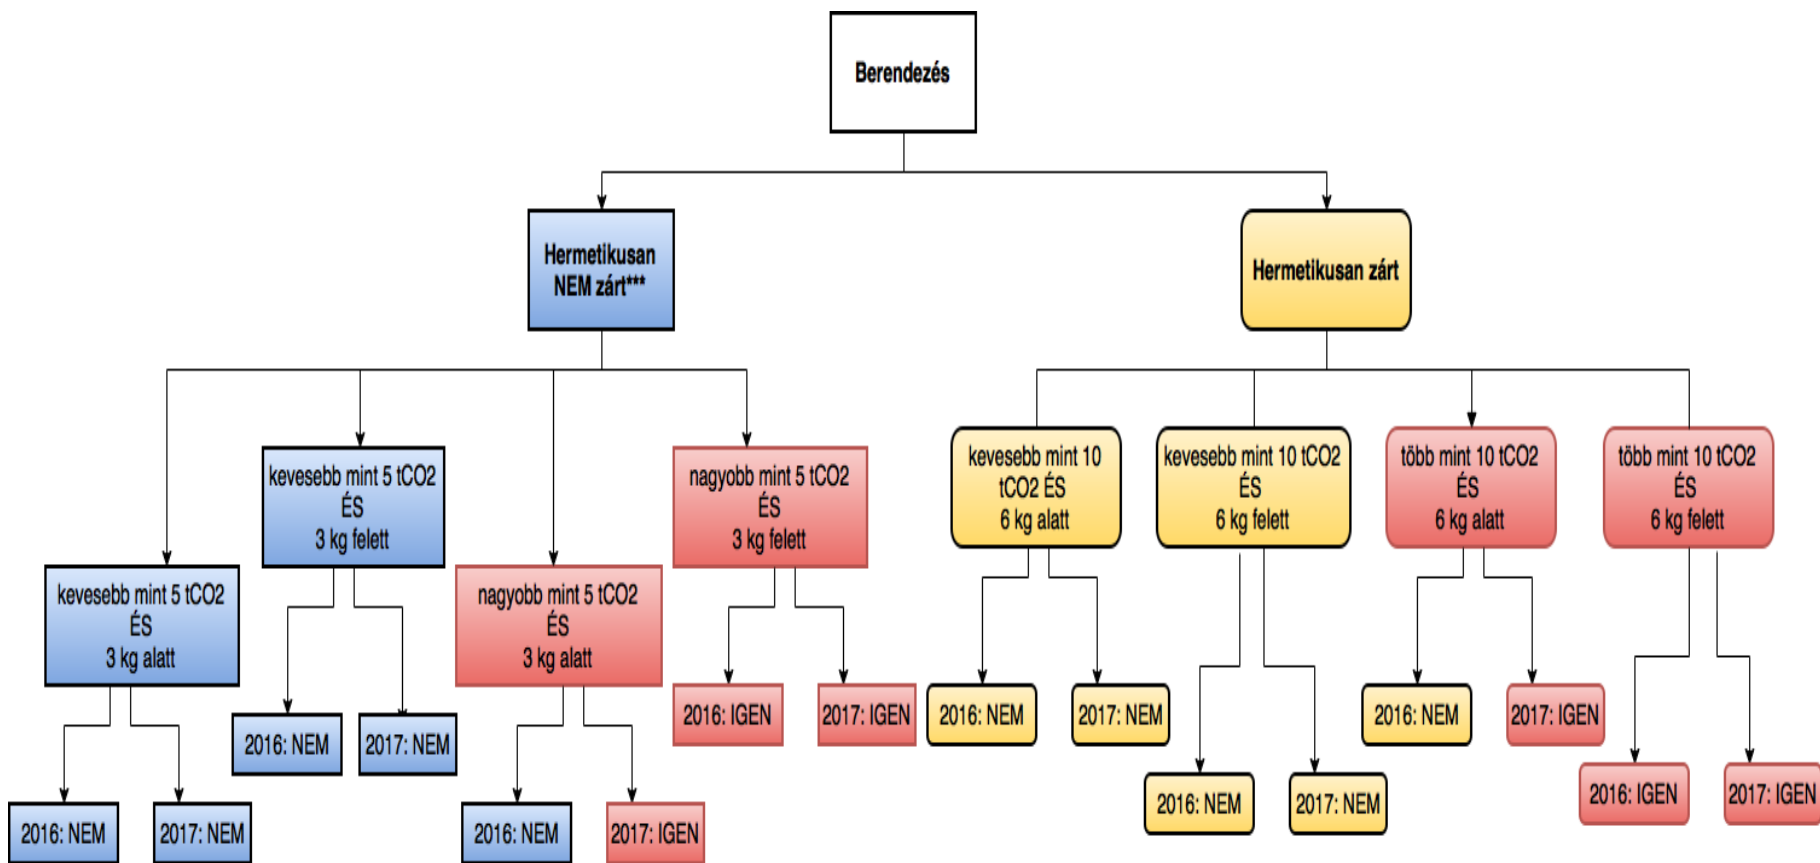 Berendezés
Hermetikusan
NEM zárt***
Hermetikusan zárt
kevesebb mint 5 tCO2
ÉS
3 kg alatt
2016: NEM
2017: NEM
kevesebb mint 5 tCO2
ÉS
3 kg felett
2016: NEM
2017: NEM
nagyobb mint 5 tCO2
ÉS
3 kg alatt
2016: NEM
2017: IGEN
nagyobb mint 5 tCO2
ÉS
3 kg felett
2016: IGEN
2017: IGEN
kevesebb mint 10
tCO2 ÉS
6 kg alatt
2016: NEM
2017: NEM
kevesebb mint 10 tCO2
ÉS
6 kg felett
2016: NEM
2017: NEM
több mint 10 tCO2
ÉS
6 kg alatt
2016: NEM
2017: IGEN
több mint 10 tCO2
ÉS
6 kg felett
2016: IGEN
2017: IGEN